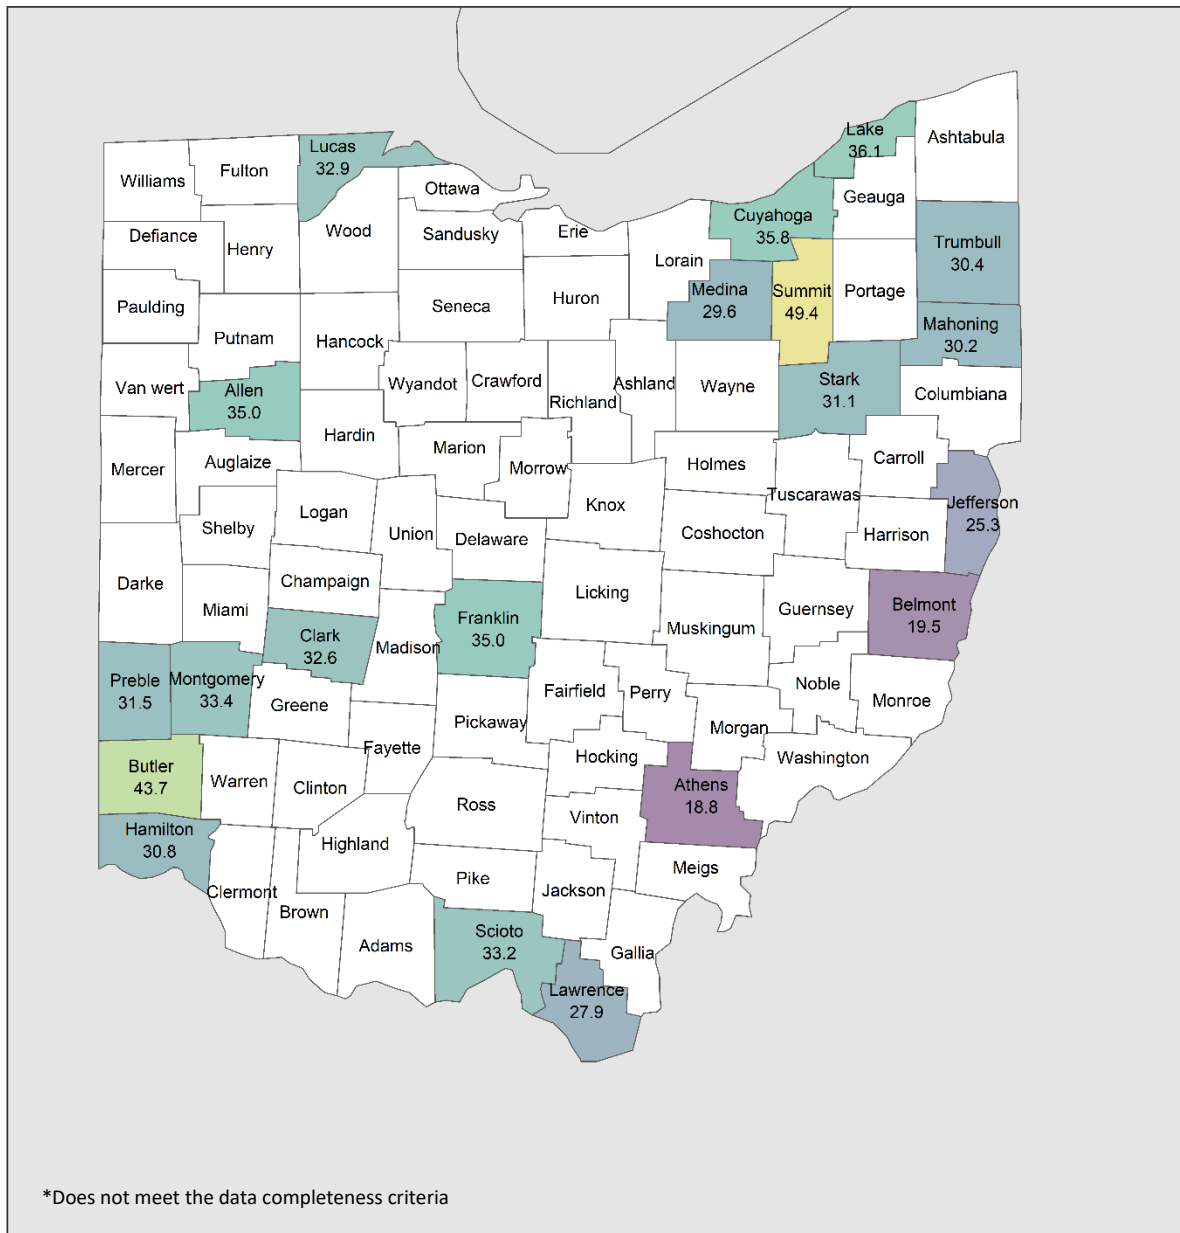 Lake
36.1
Ashtabula
Lucas
32.9
Fulton
Williams
Ottawa
Geauga
Cuyahoga
35.8
Wood
Sandusky
Erie
Defiance
Henry
Trumbull
30.4
Lorain
Medina
29.6
Summit
49.4
Portage
Paulding
Seneca
Huron
Mahoning
30.2
Putnam
Hancock
Van wert
Allen
35.0
Wyandot
Crawford
Richland
Ashland
Wayne
Stark
31.1
Columbiana
Hardin
Marion
Morrow
Mercer
Auglaize
Holmes
Carroll
Tuscarawas
Jefferson
25.3
Logan
Knox
Shelby
Union
Delaware
Coshocton
Harrison
Darke
Champaign
Licking
Miami
Guernsey
Belmont
19.5
Franklin
35.0
Muskingum
Clark
32.6
Madison
Preble
31.5
Montgomery
33.4
Greene
Fairfield
Perry
Noble
Monroe
Pickaway
Morgan
Fayette
Hocking
Washington
Butler
43.7
Warren
Clinton
Athens
18.8
Ross
Vinton
Hamilton
30.8
Highland
Meigs
Pike
Jackson
Clermont
Brown
Adams
Scioto
33.2
Gallia
Lawrence
27.9
*Does not meet the data completeness criteria